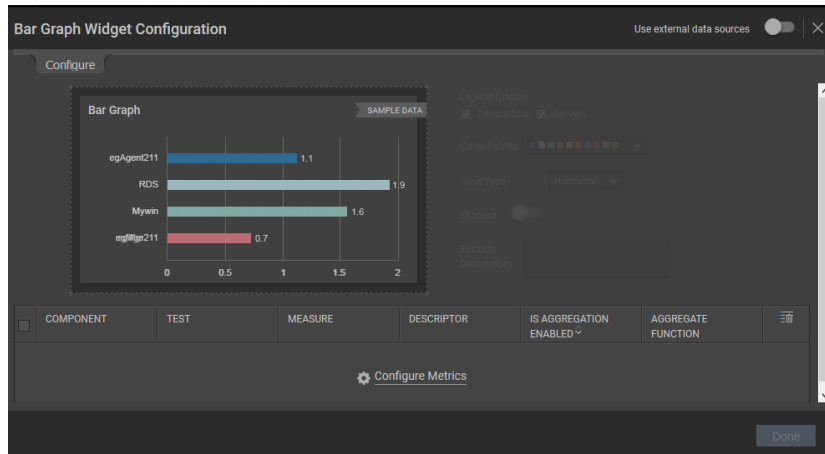 Bar Graph Widget Configuration
Use external data sources
Configure
Bar Graph
SAMPLE DATA
egAgent211
1.1
RDS
1.9
Mywin
1.6
egMgr211
0.7
0 0.5 1 1.5 2
Legend Display
Descriptors Servers
Color Palette
View Type Horizontal
Stacked
Exclude
Descriptors
COMPONENT TEST MEASURE DESCRIPTOR IS AGGREGATION AGGREGATE
ENABLED FUNCTION
Configure Metrics
Done